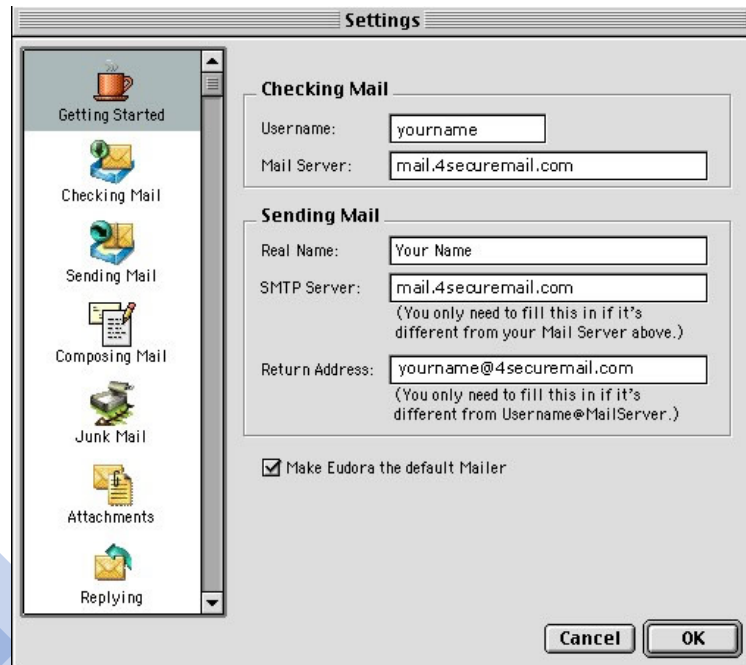 Settings
Getting Started
Checking Mail
Sending Mail
Composing Mail
Junk Mail
Attachments
Replying
Checking Mail
Username: yourname
Mail Server: mail.4securemail.com
Sending Mail
Real Name: Your Name
SMTP Server: mail.4securemail.com
(You only need to fill this in if it's
different from your Mail Server above.)
Return Address: yourname@4securemail.com
(You only need to fill this in if it's
different from Username@MailServer.)
Make Eudora the default Mailer
Cancel OK